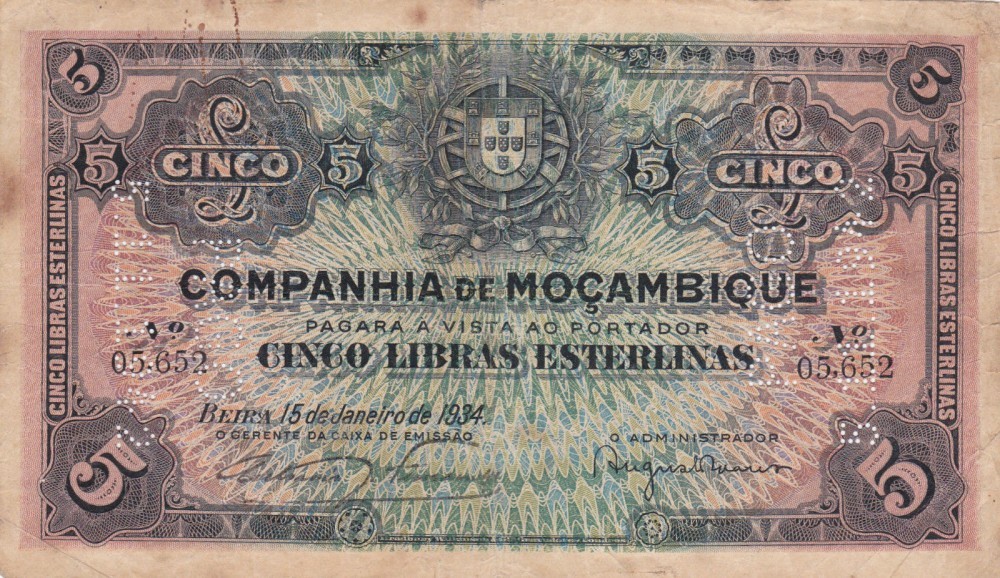 5 5
£ £
CINCO 5 5 CINCO
5 5
CINCO LIBRAS ESTERLINAS
CINCO LIBRAS ESTERLINAS
COMPANHIA DE MOÇAMBIQUE
PAGARÁ Á VISTA AO PORTADOR
Nº Nº
05,652 CINCO LIBRAS ESTERLINAS 05,652
BEIRA 15 de Janeiro de 1934.
O GERENTE DA CAIXA DE EMISSÃO O ADMINISTRADOR
5 5